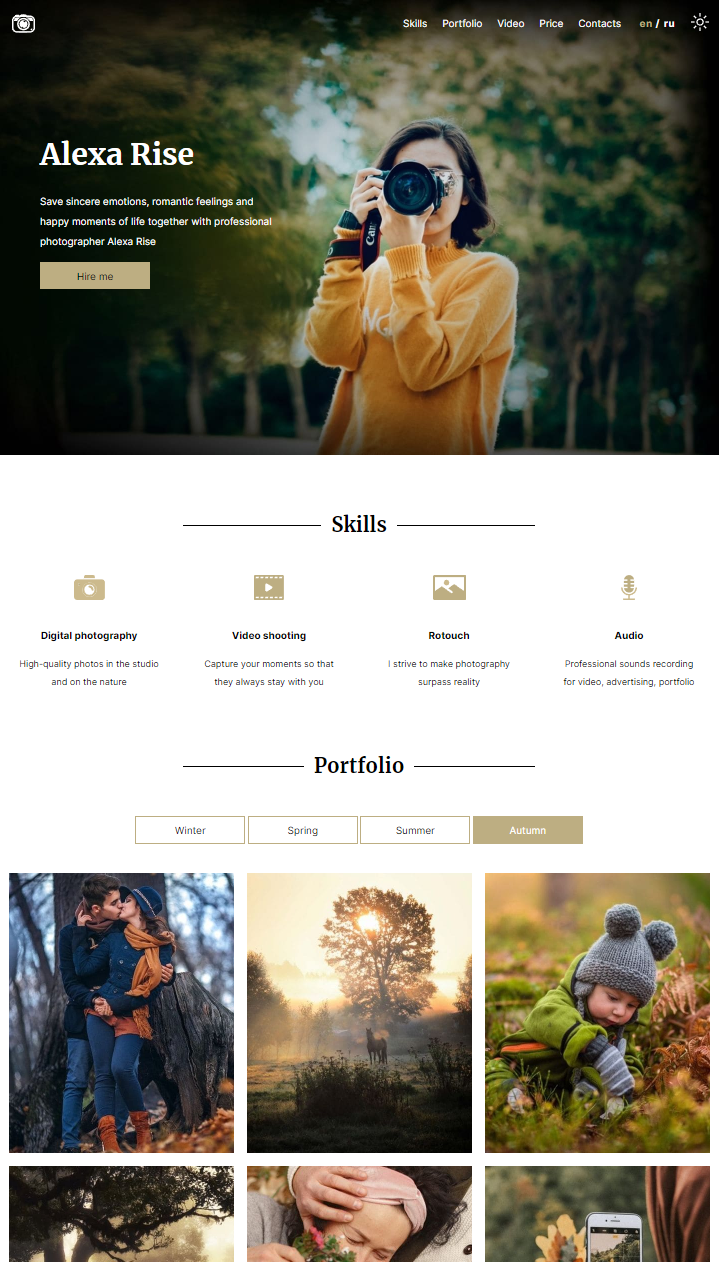 Skills Portfolio Video Price Contacts en / ru
Alexa Rise
Save sincere emotions, romantic feelings and
happy moments of life together with professional
photographer Alexa Rise
Hire me
Skills
Digital photography
High-quality photos in the studio
and on the nature
Video shooting
Capture your moments so that
they always stay with you
Rotouch
I strive to make photography
surpass reality
Audio
Professional sounds recording
for video, advertising, portfolio
Portfolio
Winter Spring Summer Autumn